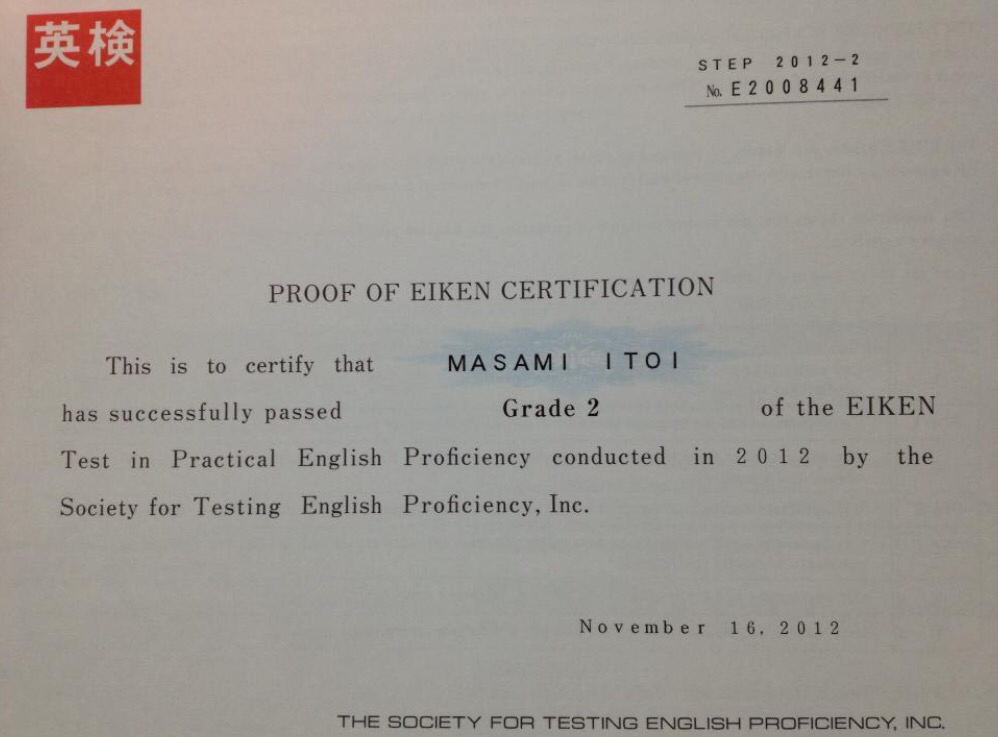 英検
STEP 2012-2
No. E2008441
PROOF OF EIKEN CERTIFICATION
This is to certify that MASAMI ITOI
has successfully passed Grade 2 of the EIKEN
Test in Practical English Proficiency conducted in 2012 by the
Society for Testing English Proficiency, Inc.
November 16, 2012
THE SOCIETY FOR TESTING ENGLISH PROFICIENCY, INC.